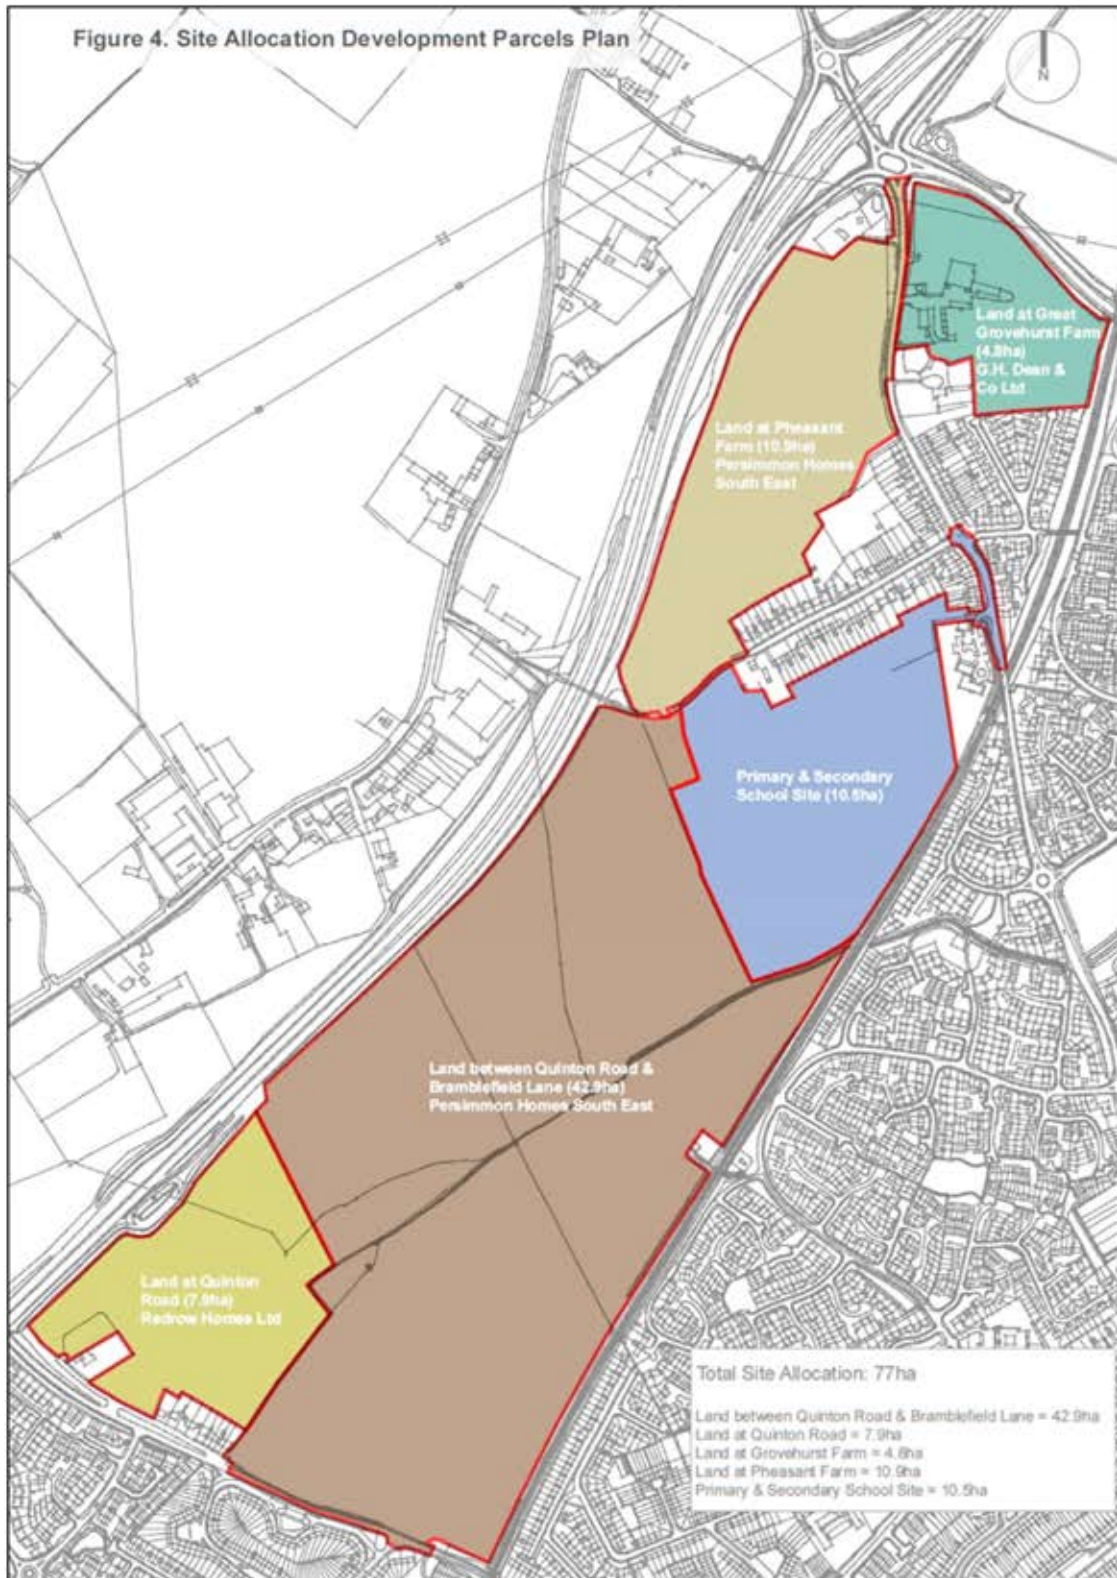 Figure 4. Site Allocation Development Parcels Plan
N
Land at Great
Grovehurst Farm
(4.8ha)
G.H. Dean &
Co Ltd
Land at Pheasant
Farm (10.9ha)
Persimmon Homes
South East
Primary & Secondary
School Site (10.5ha)
Land between Quinton Road &
Bramblefield Lane (42.9ha)
Persimmon Homes South East
Land at Quinton
Road (7.9ha)
Redrow Homes Ltd
Total Site Allocation: 77ha
Land between Quinton Road & Bramblefield Lane = 42.9ha
Land at Quinton Road = 7.9ha
Land at Grovehurst Farm = 4.8ha
Land at Pheasant Farm = 10.9ha
Primary & Secondary School Site = 10.5ha